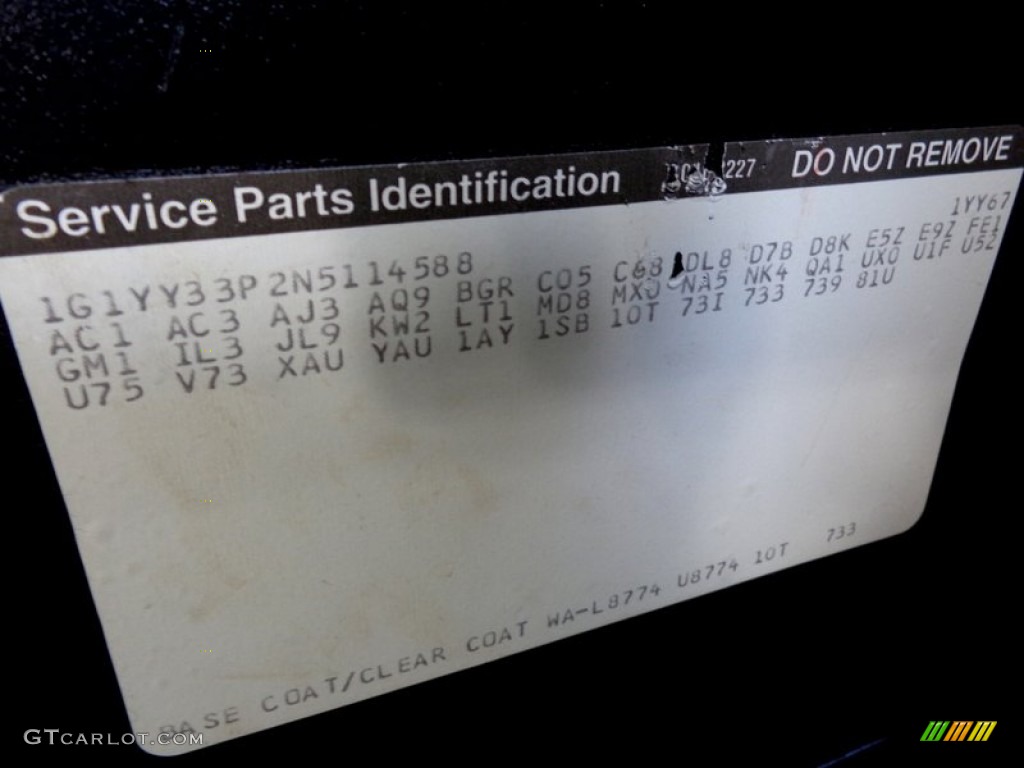 Service Parts Identification 227 DO NOT REMOVE
1G1YY33P2N5114588 1YY67
AC1 AC3 AJ3 AQ9 BGR C05 C68 DL8 D7B D8K E5Z E9Z FE1
GM1 IL3 JL9 KW2 LT1 MD8 MX0 NA5 NK4 QA1 UX0 U1F U52
U75 V73 XAU YAU 1AY 1SB 10T 73I 733 739 81U
BASE COAT/CLEAR COAT WA-L8774 U8774 10T 733
GTCARLOT.COM